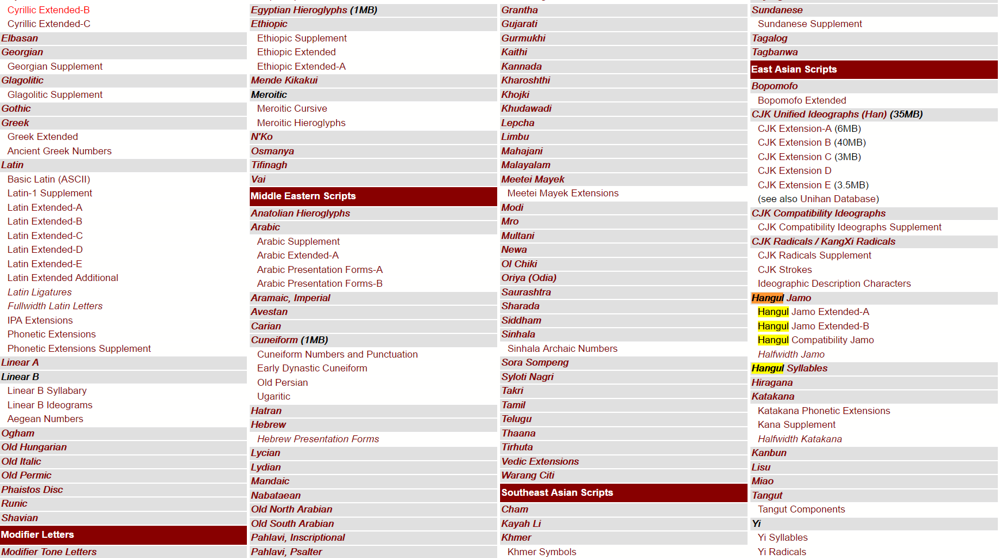 Cyrillic Extended-B
Cyrillic Extended-C
Elbasan
Georgian
Georgian Supplement
Glagolitic
Glagolitic Supplement
Gothic
Greek
Greek Extended
Ancient Greek Numbers
Latin
Basic Latin (ASCII)
Latin-1 Supplement
Latin Extended-A
Latin Extended-B
Latin Extended-C
Latin Extended-D
Latin Extended-E
Latin Extended Additional
Latin Ligatures
Fullwidth Latin Letters
IPA Extensions
Phonetic Extensions
Phonetic Extensions Supplement
Linear A
Linear B
Linear B Syllabary
Linear B Ideograms
Aegean Numbers
Ogham
Old Hungarian
Old Italic
Old Permic
Phaistos Disc
Runic
Shavian
Modifier Letters
Modifier Tone Letters
Egyptian Hieroglyphs (1MB)
Ethiopic
Ethiopic Supplement
Ethiopic Extended
Ethiopic Extended-A
Mende Kikakui
Meroitic
Meroitic Cursive
Meroitic Hieroglyphs
N'Ko
Osmanya
Tifinagh
Vai
Middle Eastern Scripts
Anatolian Hieroglyphs
Arabic
Arabic Supplement
Arabic Extended-A
Arabic Presentation Forms-A
Arabic Presentation Forms-B
Aramaic, Imperial
Avestan
Carian
Cuneiform (1MB)
Cuneiform Numbers and Punctuation
Early Dynastic Cuneiform
Old Persian
Ugaritic
Hatran
Hebrew
Hebrew Presentation Forms
Lycian
Lydian
Mandaic
Nabataean
Old North Arabian
Old South Arabian
Pahlavi, Inscriptional
Pahlavi, Psalter
Grantha
Gujarati
Gurmukhi
Kaithi
Kannada
Kharoshthi
Khojki
Khudawadi
Lepcha
Limbu
Mahajani
Malayalam
Meetei Mayek
Meetei Mayek Extensions
Modi
Mro
Multani
Newa
Ol Chiki
Oriya (Odia)
Saurashtra
Sharada
Siddham
Sinhala
Sinhala Archaic Numbers
Sora Sompeng
Syloti Nagri
Takri
Tamil
Telugu
Thaana
Tirhuta
Vedic Extensions
Warang Citi
Southeast Asian Scripts
Cham
Kayah Li
Khmer
Khmer Symbols
Sundanese
Sundanese Supplement
Tagalog
Tagbanwa
East Asian Scripts
Bopomofo
Bopomofo Extended
CJK Unified Ideographs (Han) (35MB)
CJK Extension-A (6MB)
CJK Extension B (40MB)
CJK Extension C (3MB)
CJK Extension D
CJK Extension E (3.5MB)
(see also Unihan Database)
CJK Compatibility Ideographs
CJK Compatibility Ideographs Supplement
CJK Radicals / KangXi Radicals
CJK Radicals Supplement
CJK Strokes
Ideographic Description Characters
Hangul Jamo
Hangul Jamo Extended-A
Hangul Jamo Extended-B
Hangul Compatibility Jamo
Halfwidth Jamo
Hangul Syllables
Hiragana
Katakana
Katakana Phonetic Extensions
Kana Supplement
Halfwidth Katakana
Kanbun
Lisu
Miao
Tangut
Tangut Components
Yi
Yi Syllables
Yi Radicals